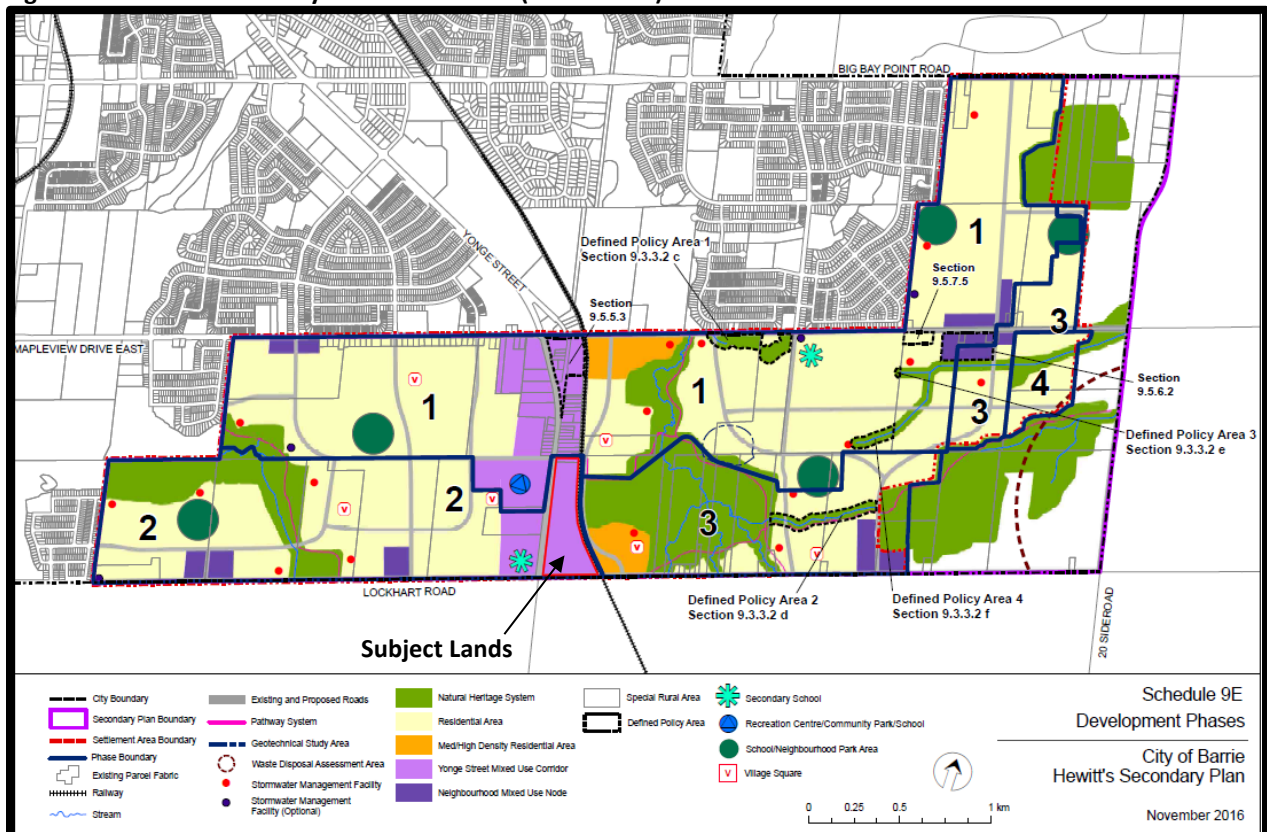 BIG BAY POINT ROAD
YONGE STREET
Defined Policy Area 1
Section 9.3.3.2 c
1
Section
9.5.7.5
Section
9.5.5.3
3
MAPLEVIEW DRIVE EAST
V
1
1
4
3
Section
9.5.6.2
V
Defined Policy Area 3
Section 9.3.3.2 e
2
V
V
2
3
V
V
Defined Policy Area 2
Section 9.3.3.2 d
Defined Policy Area 4
Section 9.3.3.2 f
LOCKHART ROAD
20 SIDEROAD
Subject Lands
City Boundary
Secondary Plan Boundary
Settlement Area Boundary
Phase Boundary
Existing Parcel Fabric
Railway
Stream
Existing and Proposed Roads
Pathway System
Geotechnical Study Area
Waste Disposal Assessment Area
Stormwater Management Facility
Stormwater Management
Facility (Optional)
Natural Heritage System
Residential Area
Med/High Density Residential Area
Yonge Street Mixed Use Corridor
Neighbourhood Mixed Use Node
Special Rural Area
Defined Policy Area
Secondary School
Recreation Centre/Community Park/School
School/Neighbourhood Park Area
V Village Square
0 0.25 0.5 1 km
Schedule 9E
Development Phases
City of Barrie
Hewitt's Secondary Plan
November 2016